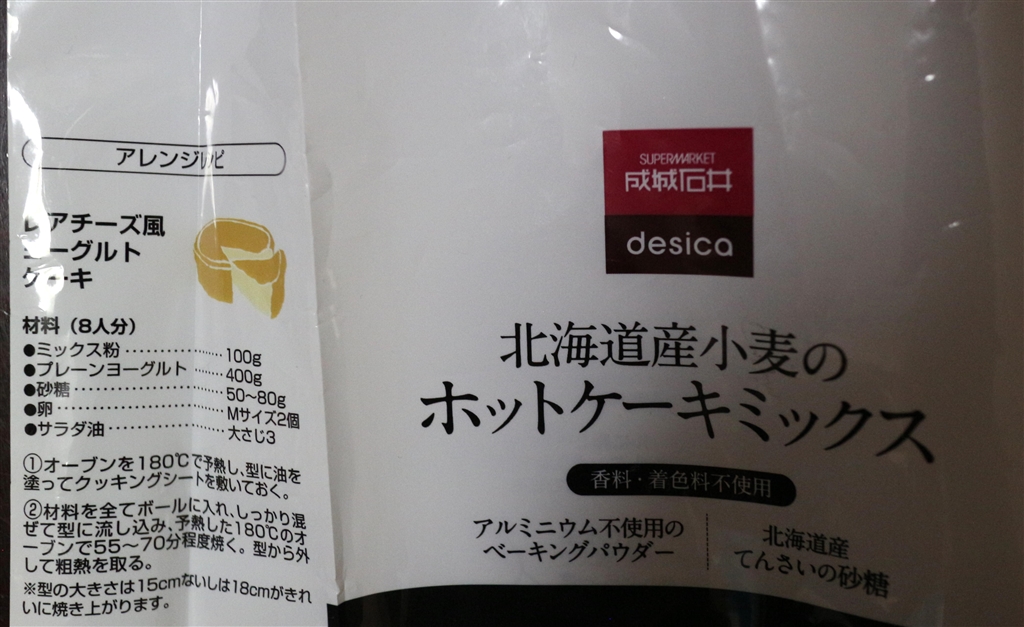 アレンジレシピ
レアチーズ風
ヨーグルト
ケーキ
材料（8人分）
●ミックス粉 ………………… 100g
●プレーンヨーグルト …… 400g
●砂糖 ………………………… 50～80g
●卵 …………………………… Mサイズ2個
●サラダ油 …………………… 大さじ3
①オーブンを180℃で予熱し、型に油を
塗ってクッキングシートを敷いておく。
②材料を全てボールに入れ、しっかり混
ぜて型に流し込み、予熱した180℃のオ
ーブンで55～70分程度焼く。型から外
して粗熱を取る。
※型の大きさは15cmないしは18cmがきれ
いに焼き上がります。
SUPERMARKET
成城石井
desica
北海道産小麦の
ホットケーキミックス
香料・着色料不使用
アルミニウム不使用の
ベーキングパウダー
北海道産
てんさいの砂糖